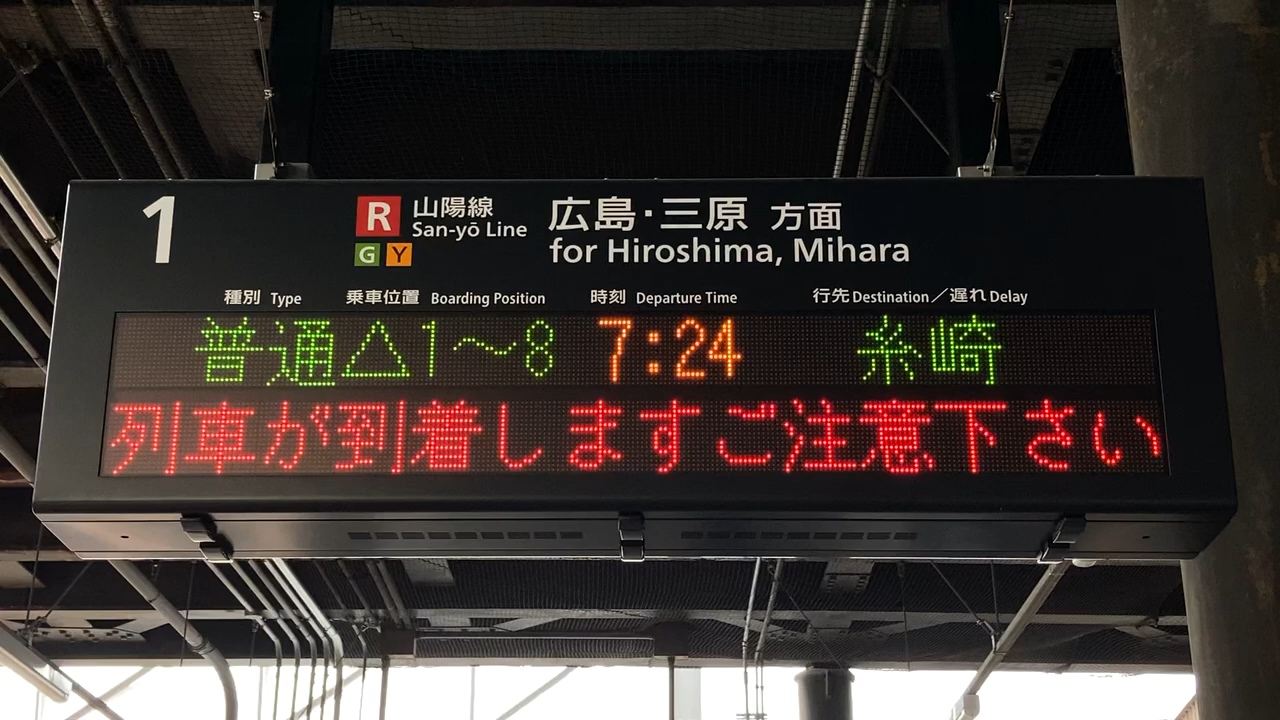 1
R 山陽線 広島・三原 方面
San-yō Line for Hiroshima, Mihara
G Y
種別 Type 乗車位置 Boarding Position 時刻 Departure Time 行先 Destination／遅れ Delay
普通 △1〜8 7:24 糸崎
列車が到着しますご注意下さい